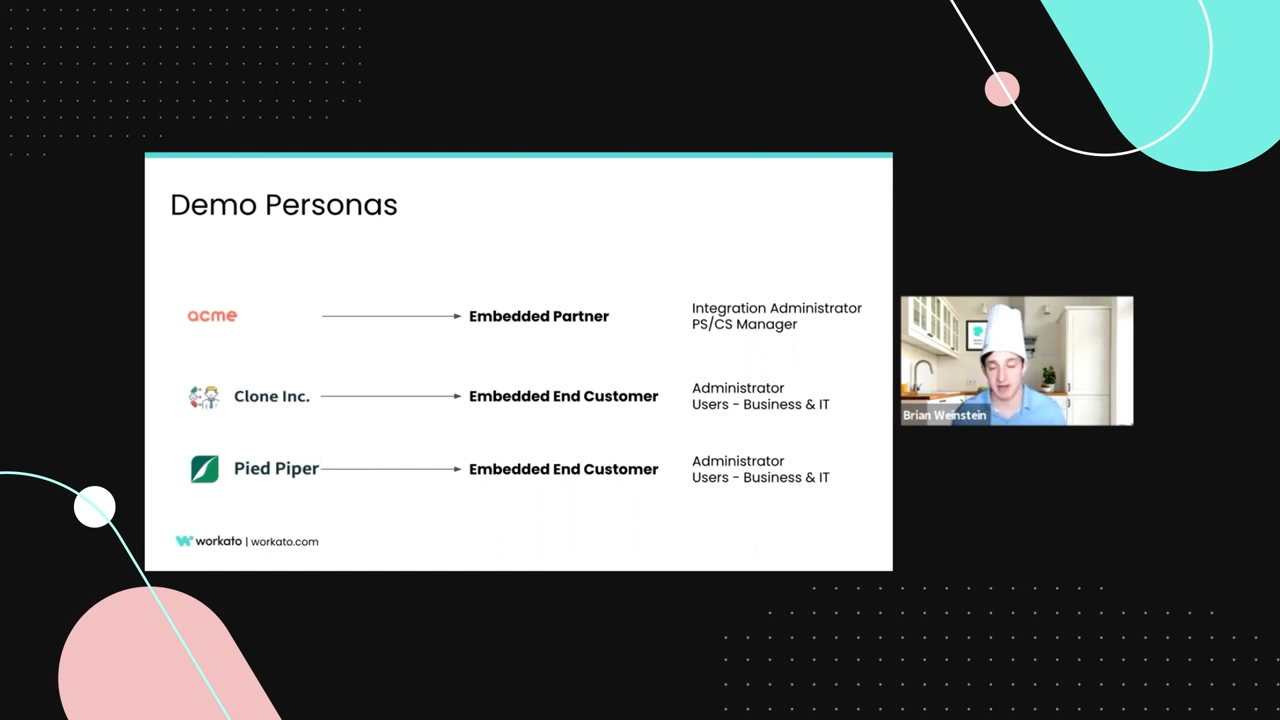 Demo Personas
acme
Embedded Partner
Integration Administrator
PS/CS Manager
Clone Inc.
Embedded End Customer
Administrator
Users - Business & IT
Pied Piper
Embedded End Customer
Administrator
Users - Business & IT
workato | workato.com
Brian Weinstein